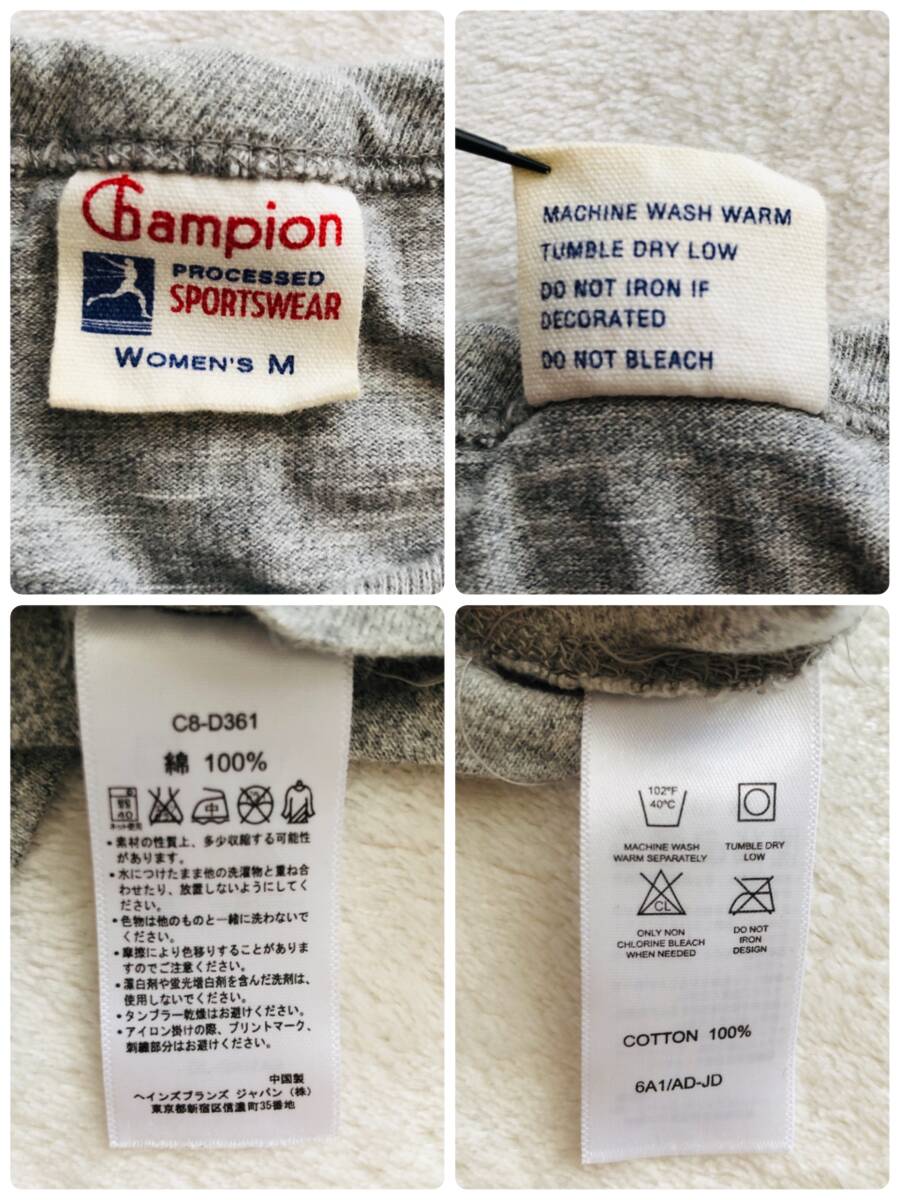 Champion
PROCESSED
SPORTSWEAR
WOMEN'S M
MACHINE WASH WARM
TUMBLE DRY LOW
DO NOT IRON IF
DECORATED
DO NOT BLEACH
C8-D361
綿 100%
40
中
ネット使用
・素材の性質上、多少収縮する可能性
があります。
・水につけたまま他の洗濯物と重ね合
わせたり、放置しないようにしてく
ださい。
・色物は他のものと一緒に洗わないで
ください。
・摩擦により色移りすることがありま
すのでご注意ください。
・漂白剤や蛍光増白剤を含んだ洗剤は、
使用しないでください。
・タンブラー乾燥はお避けください。
・アイロン掛けの際、プリントマーク、
刺繍部分はお避けください。
中国製
ヘインズブランズ ジャパン（株）
東京都新宿区信濃町35番地
102ºF
40ºC
MACHINE WASH
WARM SEPARATELY
TUMBLE DRY
LOW
CL
ONLY NON
CHLORINE BLEACH
WHEN NEEDED
DO NOT
IRON
DESIGN
COTTON 100%
6A1/AD-JD